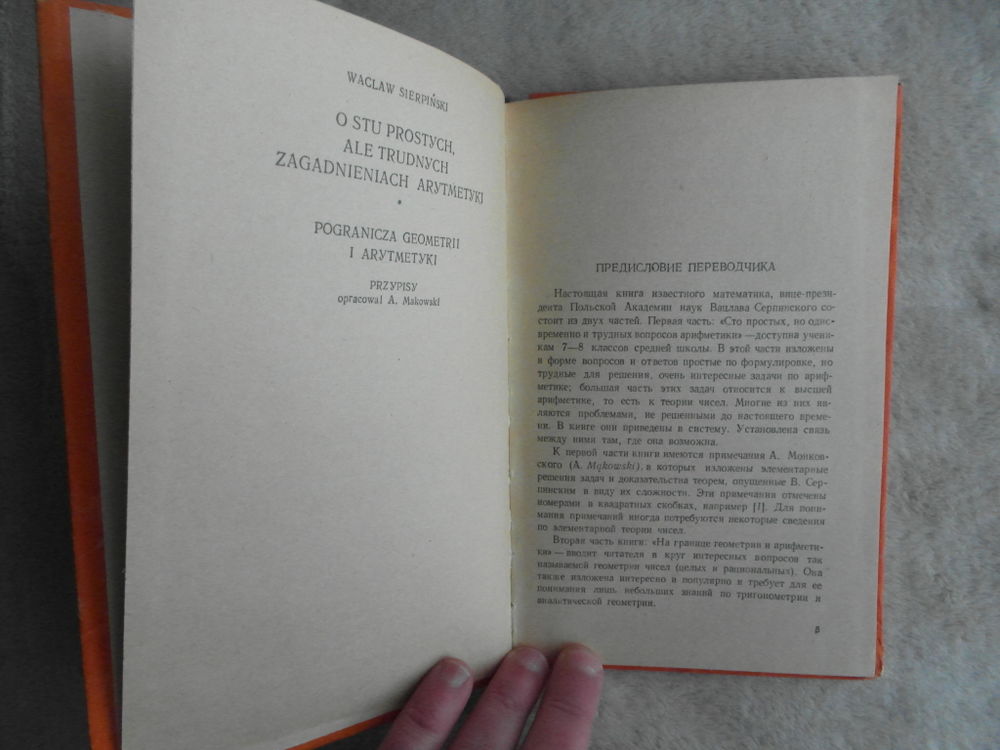 WACLAW SIERPIŃSKI
O STU PROSTYCH,
ALE TRUDNYCH
ZAGADNIENIACH ARYTMETYKI
*
POGRANICZA GEOMETRII
I ARYTMETYKI
PRZYPISY
opracowal A. Makowski
ПРЕДИСЛОВИЕ ПЕРЕВОДЧИКА
Настоящая книга известного математика, вице-прези-
дента Польской Академии наук Вацлава Серпинского со-
стоит из двух частей. Первая часть: «Сто простых, но одно-
временно и трудных вопросов арифметики» — доступна учени-
кам 7—8 классов средней школы. В этой части изложены
в форме вопросов и ответов простые по формулировке, но
трудные для решения, очень интересные задачи по ариф-
метике; большая часть этих задач относится к высшей
арифметике, то есть к теории чисел. Многие из них яв-
ляются проблемами, не решенными до настоящего време-
ни. В книге они приведены в систему. Установлена связь
между ними там, где она возможна.
К первой части книги имеются примечания А. Монков-
ского (A. Mąkowski), в которых изложены элементарные
решения задач и доказательства теорем, опущенные В. Сер-
пинским в виду их сложности. Эти примечания отмечены
номерами в квадратных скобках, например [1]. Для пони-
мания примечаний иногда потребуются некоторые сведения
по элементарной теории чисел.
Вторая часть книги: «На границе геометрии и арифмети-
ки» — вводит читателя в круг интересных вопросов так
называемой геометрии чисел (целых и рациональных). Она
также изложена интересно и популярно и требует для ее
понимания лишь небольших знаний по тригонометрии и
аналитической геометрии.